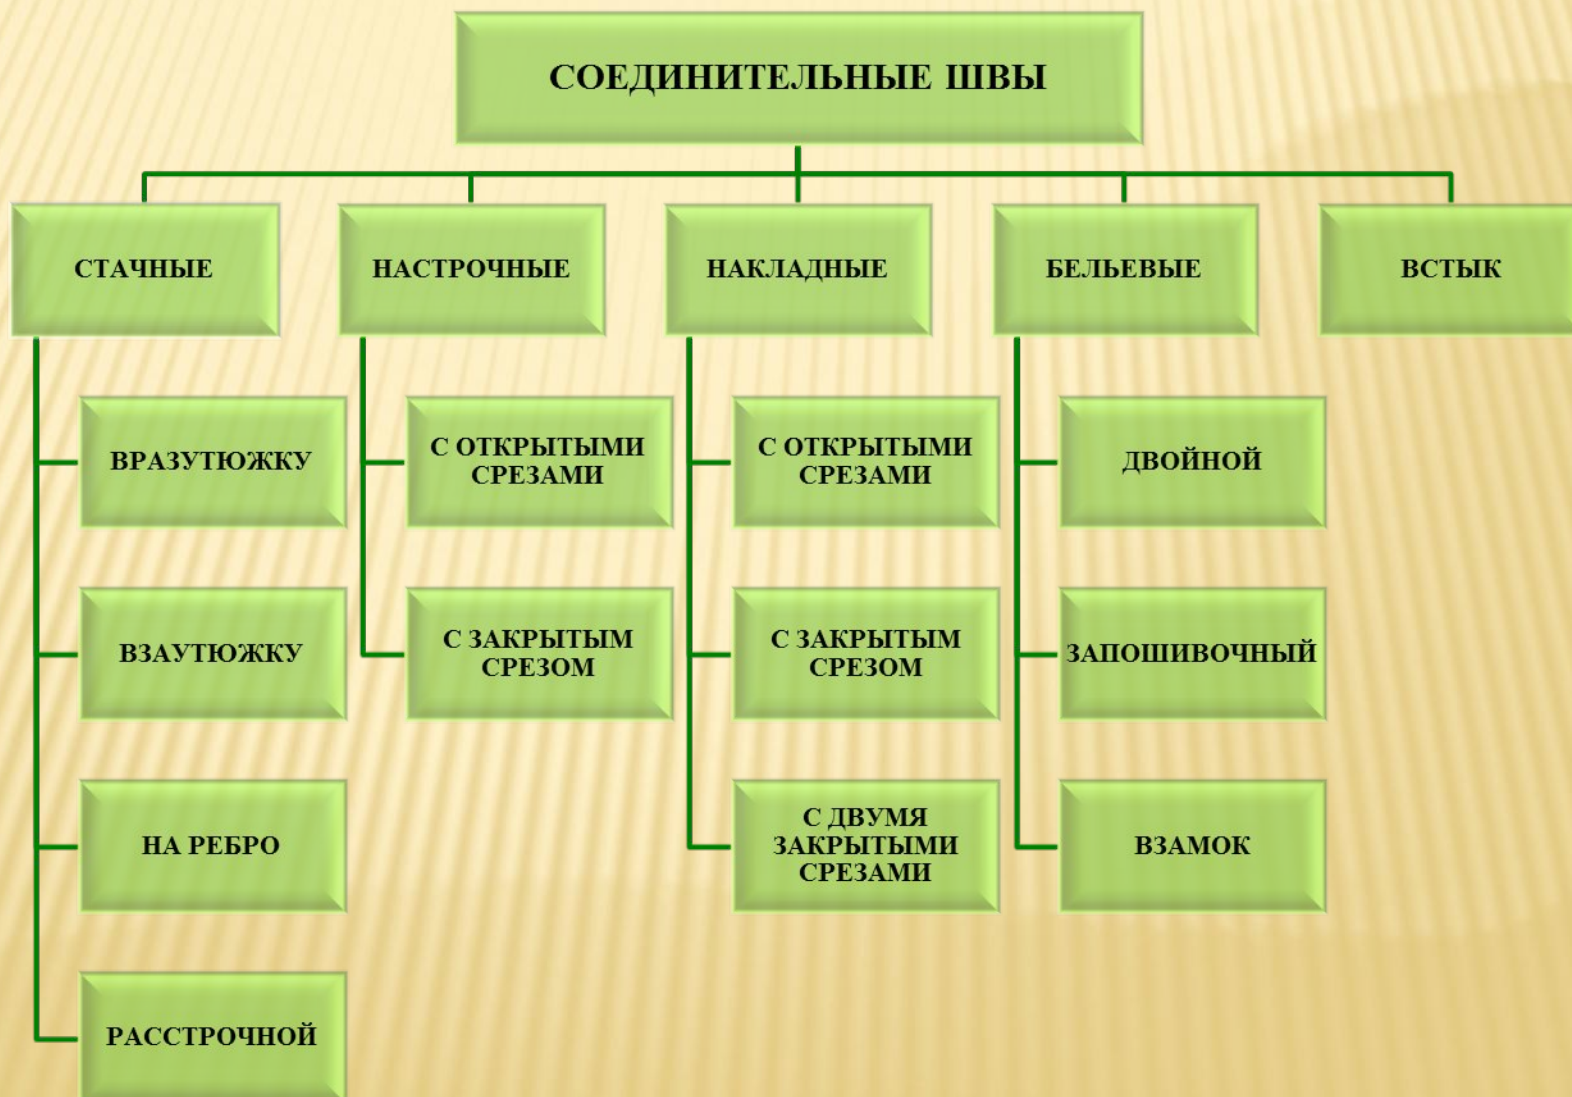 СОЕДИНИТЕЛЬНЫЕ ШВЫ
СТАЧНЫЕ
НАСТРОЧНЫЕ
НАКЛАДНЫЕ
БЕЛЬЕВЫЕ
ВСТЫК
ВРАЗУТЮЖКУ
С ОТКРЫТЫМИ
СРЕЗАМИ
С ОТКРЫТЫМИ
СРЕЗАМИ
ДВОЙНОЙ
ВЗАУТЮЖКУ
С ЗАКРЫТЫМ
СРЕЗОМ
С ЗАКРЫТЫМ
СРЕЗОМ
ЗАПОШИВОЧНЫЙ
НА РЕБРО
С ДВУМЯ
ЗАКРЫТЫМИ
СРЕЗАМИ
ВЗАМОК
РАССТРОЧНОЙ